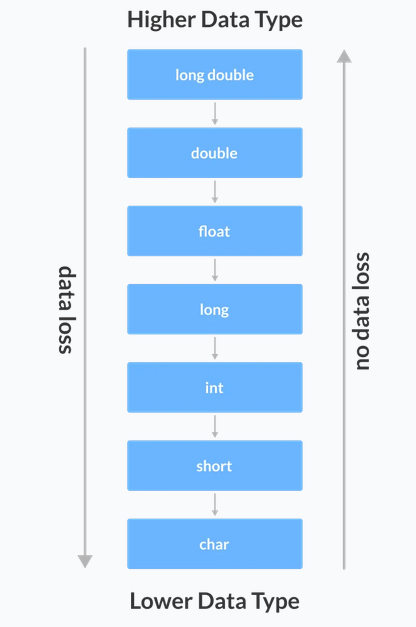 Higher Data Type
long double
double
float
long
int
short
char
Lower Data Type
data loss
no data loss